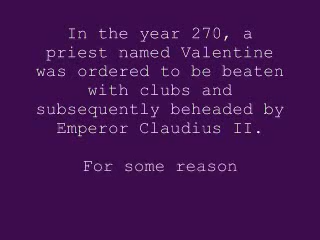 In the year 270, a
priest named Valentine
was ordered to be beaten
with clubs and
subsequently beheaded by
Emperor Claudius II.
For some reason